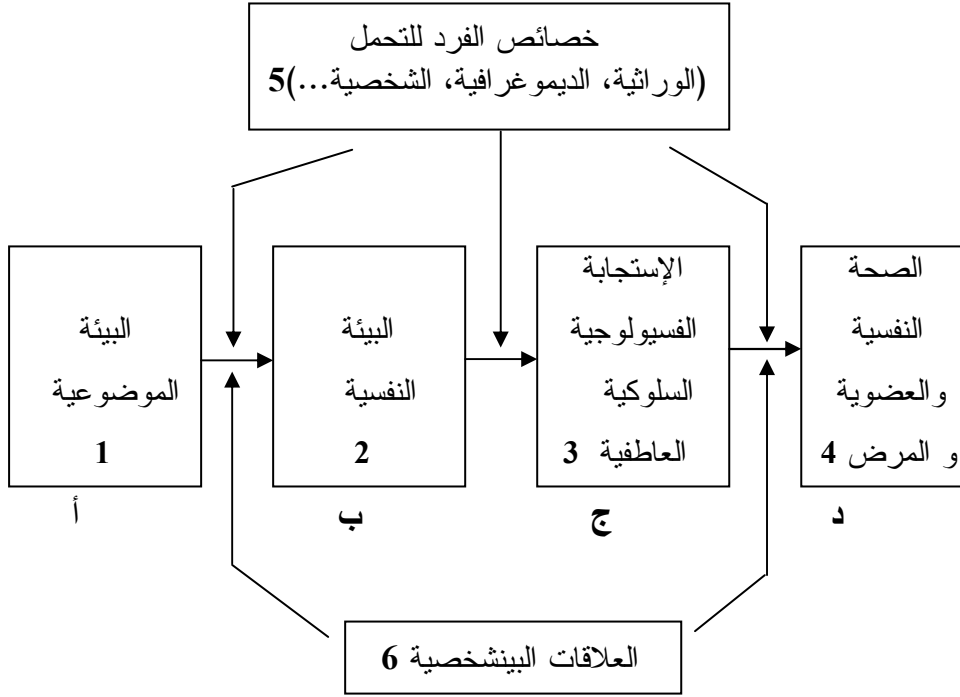 خصائص الفرد للتحمل
(الوراثية، الديموغرافية، الشخصية...)5
البيئة
الموضوعية
1
أ
البيئة
النفسية
2
ب
الإستجابة
الفسيولوجية
السلوكية
العاطفية 3
ج
الصحة
النفسية
والعضوية
و المرض 4
د
العلاقات البينشخصية 6